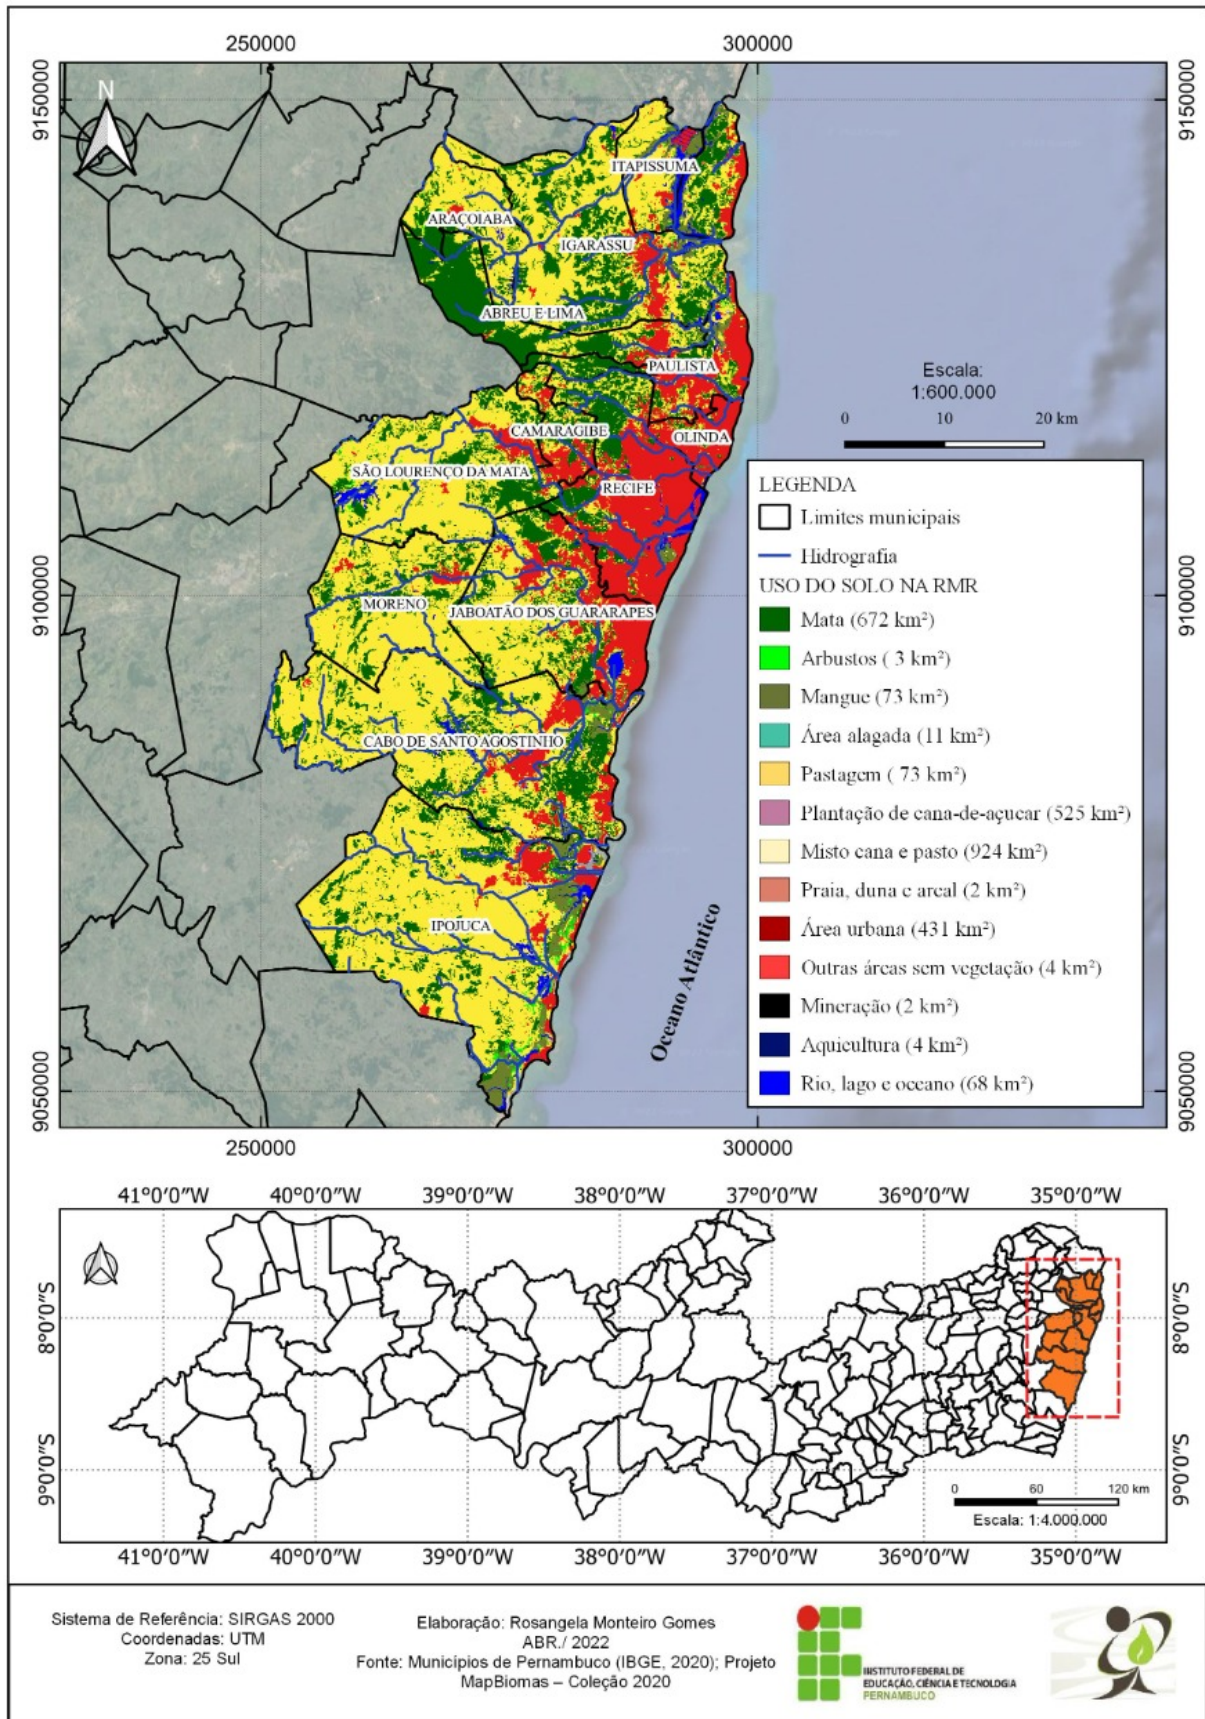 250000
300000
9150000
9150000
N
ITAPISSUMA
ARAÇOIABA
IGARASSU
ABREU E LIMA
PAULISTA
Escala:
1:600.000
0 10 20 km
CAMARAGIBE
OLINDA
SÃO LOURENÇO DA MATA
RECIFE
LEGENDA
Limites municipais
Hidrografia
USO DO SOLO NA RMR
Mata (672 km²)
Arbustos ( 3 km²)
Mangue (73 km²)
Área alagada (11 km²)
Pastagem ( 73 km²)
Plantação de cana-de-açucar (525 km²)
Misto cana e pasto (924 km²)
Praia, duna e areal (2 km²)
Área urbana (431 km²)
Outras áreas sem vegetação (4 km²)
Mineração (2 km²)
Aquicultura (4 km²)
Rio, lago e oceano (68 km²)
9100000
9100000
MORENO
JABOATÃO DOS GUARARAPES
CABO DE SANTO AGOSTINHO
IPOJUCA
Oceano Atlântico
9050000
9050000
250000
300000
41°0'0"W 40°0'0"W 39°0'0"W 38°0'0"W 37°0'0"W 36°0'0"W 35°0'0"W
8°0'0"S
8°0'0"S
9°0'0"S
9°0'0"S
0 60 120 km
Escala: 1:4.000.000
41°0'0"W 40°0'0"W 39°0'0"W 38°0'0"W 37°0'0"W 36°0'0"W 35°0'0"W
Sistema de Referência: SIRGAS 2000
Coordenadas: UTM
Zona: 25 Sul
Elaboração: Rosangela Monteiro Gomes
ABR./ 2022
Fonte: Municípios de Pernambuco (IBGE, 2020); Projeto
MapBiomas – Coleção 2020
INSTITUTO FEDERAL DE
EDUCAÇÃO, CIÊNCIA E TECNOLOGIA
PERNAMBUCO